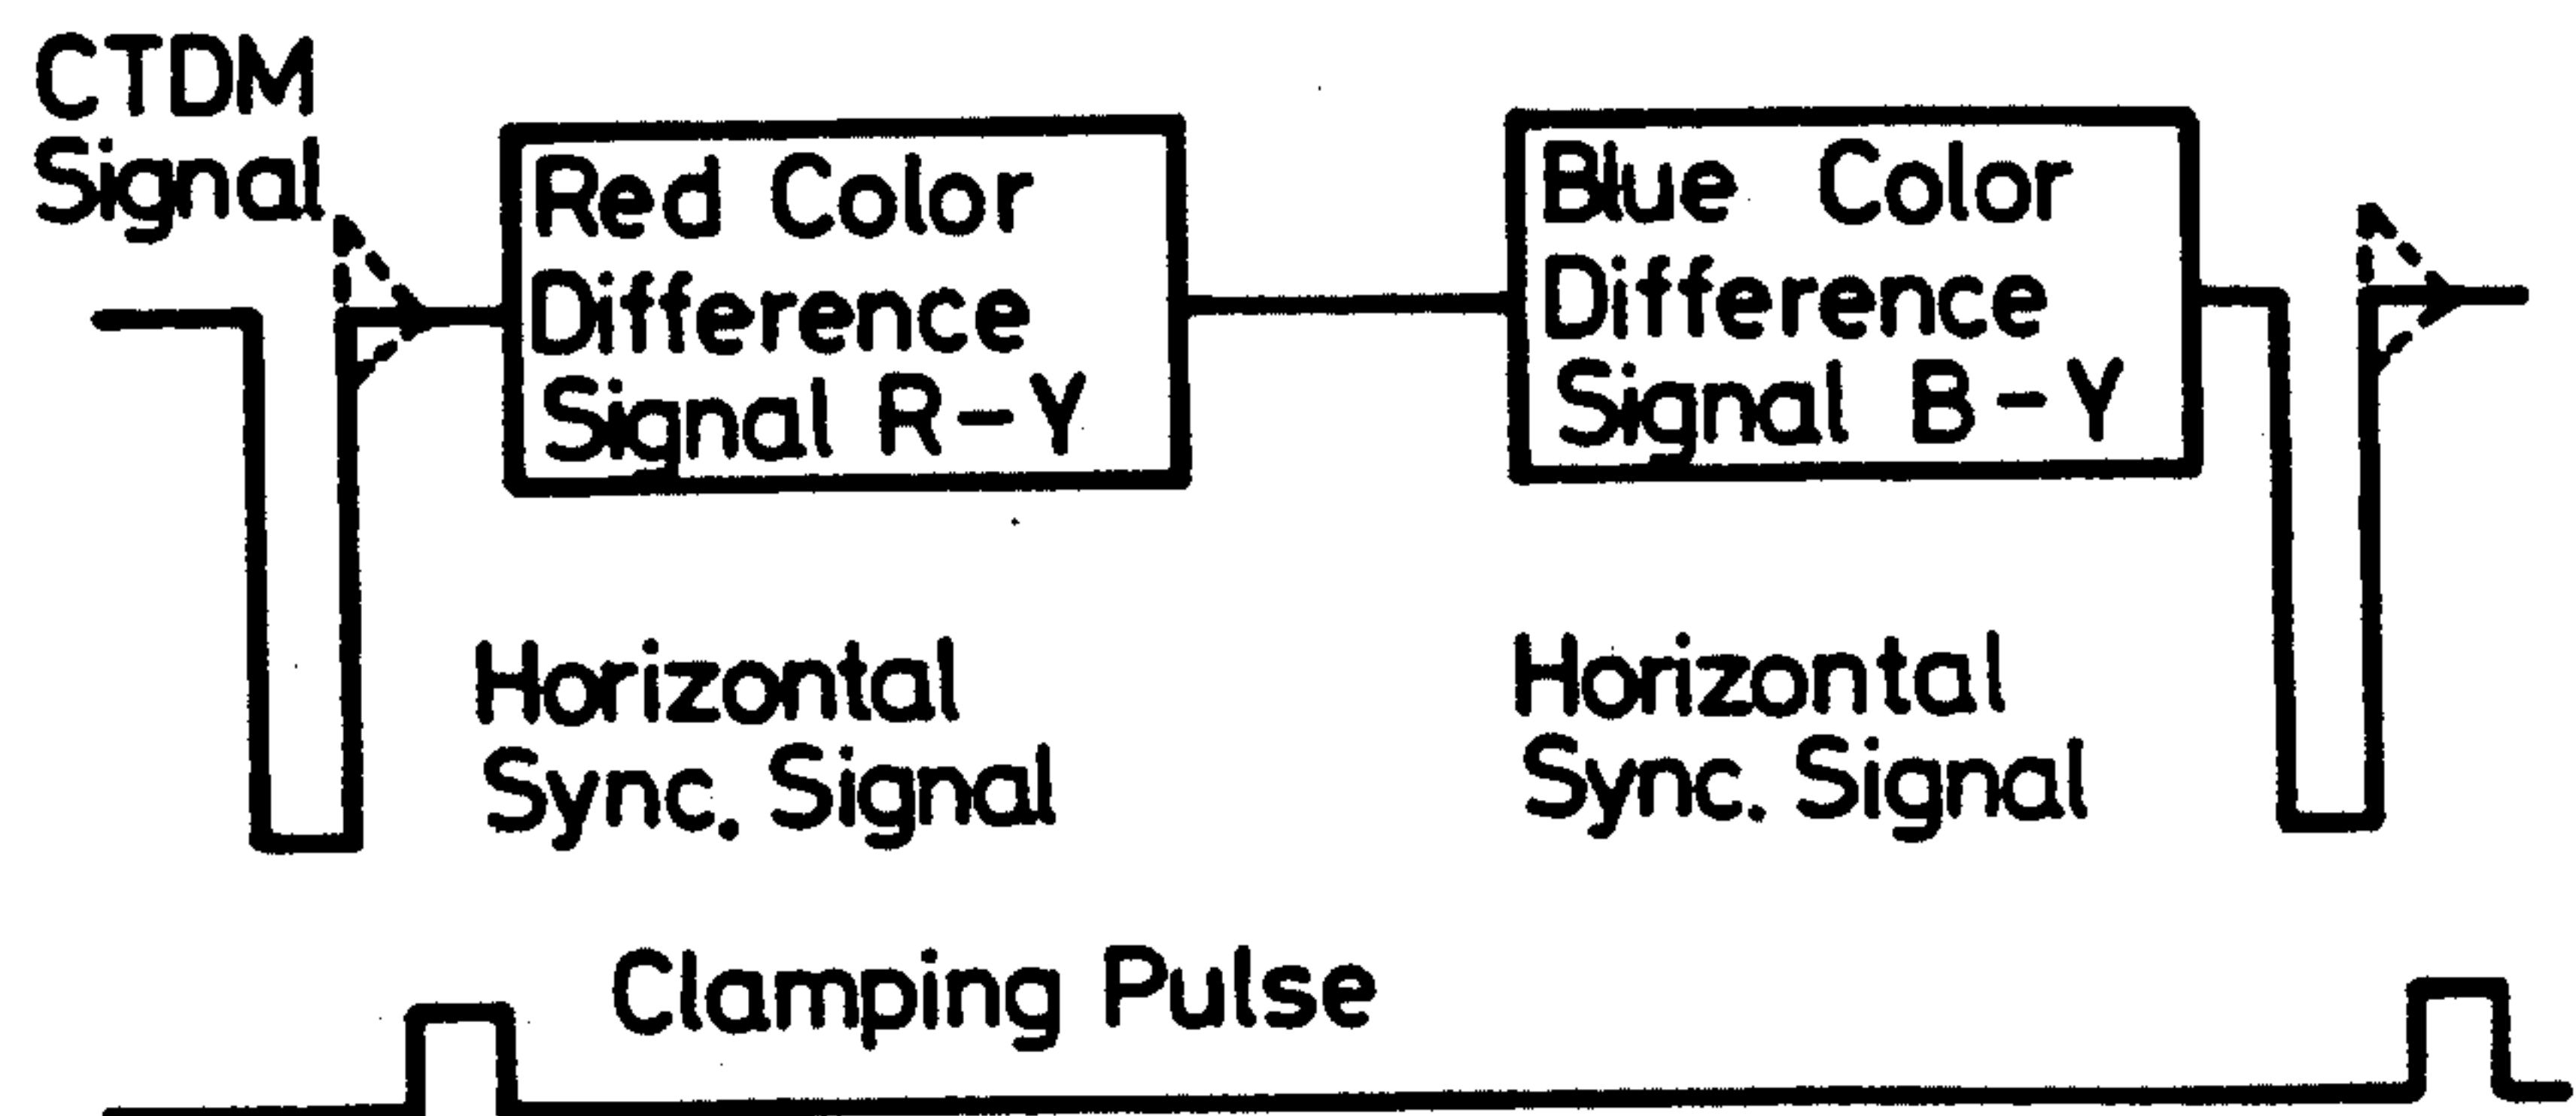 CTDM
Signal
Red Color
Difference
Signal R-Y
Blue Color
Difference
Signal B-Y
Horizontal
Sync. Signal
Horizontal
Sync. Signal
Clamping Pulse